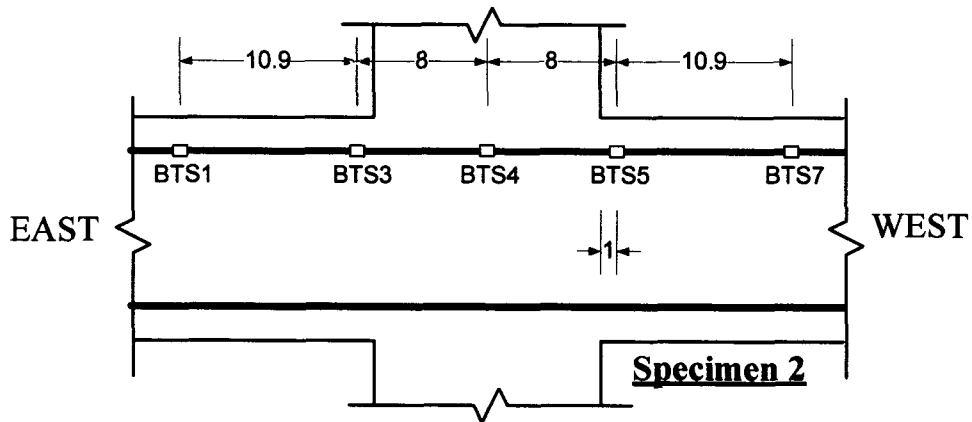 10.9 8 8 10.9
BTS1 BTS3 BTS4 BTS5 BTS7
EAST WEST
1
Specimen 2